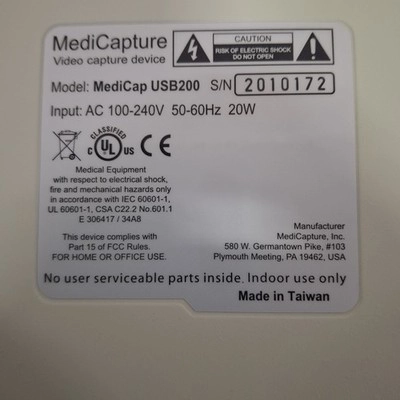 MediCapture
Video capture device
CAUTION
RISK OF ELECTRIC SHOCK
DO NOT OPEN
Model: MediCap USB200 S/N 2010172
Input: AC 100-240V 50-60Hz 20W
CLASSIFIED
C UL US CE
Medical Equipment
with respect to electrical shock,
fire and mechanical hazards only
in accordance with IEC 60601-1,
UL 60601-1, CSA C22.2 No.601.1
E 306417 / 34A8
This device complies with
Part 15 of FCC Rules.
FOR HOME OR OFFICE USE.
Manufacturer
MediCapture, Inc.
580 W. Germantown Pike, #103
Plymouth Meeting, PA 19462, USA
No user serviceable parts inside. Indoor use only
Made in Taiwan